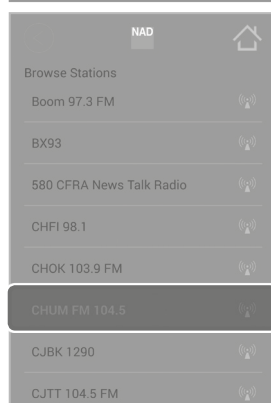 NAD
Browse Stations
Boom 97.3 FM
BX93
580 CFRA News Talk Radio
CHFI 98.1
CHOK 103.9 FM
CHUM FM 104.5
CJBK 1290
CJTT 104.5 FM